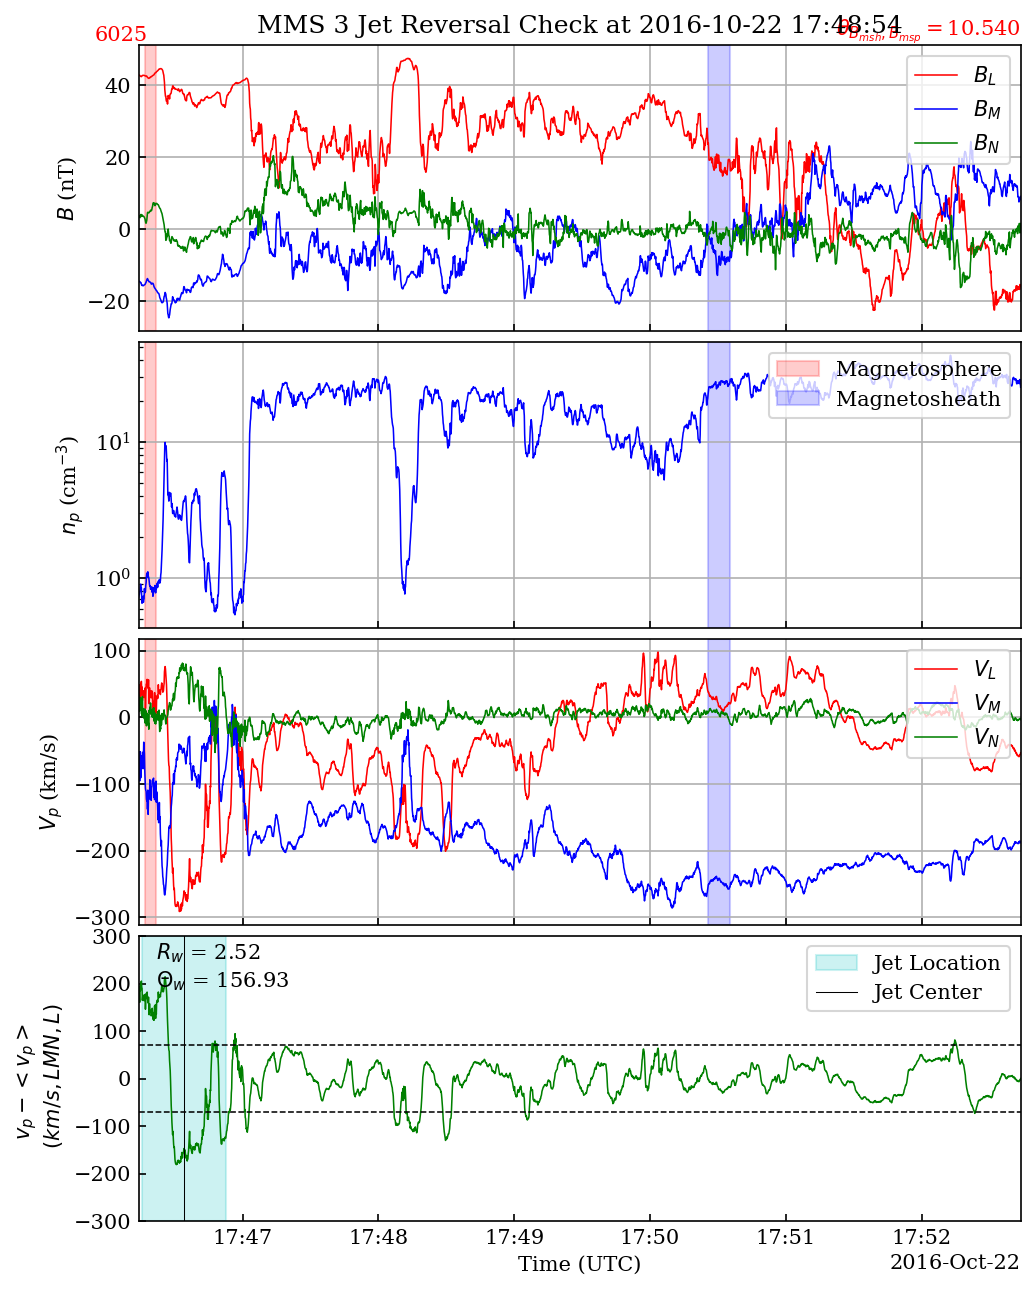 MMS 3 Jet Reversal Check at 2016-10-22 17:48:54
6025
θ_{B_{msh}, B_{msp}} = 10.540
B (nT)
40
20
0
−20
B_L
B_M
B_N
n_p (cm^{−3})
10^1
10^0
Magnetosphere
Magnetosheath
V_p (km/s)
100
0
−100
−200
−300
V_L
V_M
V_N
v_p − < v_p >
(km/s, LMN, L)
300
200
100
0
−100
−200
−300
R_w = 2.52
Θ_w = 156.93
Jet Location
Jet Center
17:47
17:48
17:49
17:50
17:51
17:52
Time (UTC)
2016-Oct-22